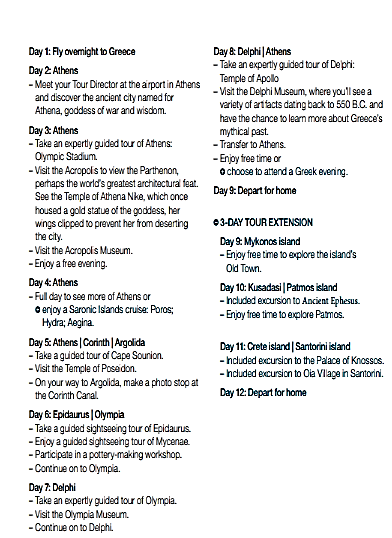 Day 1: Fly overnight to Greece
Day 2: Athens
– Meet your Tour Director at the airport in Athens
and discover the ancient city named for
Athena, goddess of war and wisdom.
Day 3: Athens
– Take an expertly guided tour of Athens:
Olympic Stadium.
– Visit the Acropolis to view the Parthenon,
perhaps the world's greatest architectural feat.
See the Temple of Athena Nike, which once
housed a gold statue of the goddess, her
wings clipped to prevent her from deserting
the city.
– Visit the Acropolis Museum.
– Enjoy a free evening.
Day 4: Athens
– Full day to see more of Athens or
enjoy a Saronic Islands cruise: Poros;
Hydra; Aegina.
Day 5: Athens | Corinth | Argolida
– Take a guided tour of Cape Sounion.
– Visit the Temple of Poseidon.
– On your way to Argolida, make a photo stop at
the Corinth Canal.
Day 6: Epidaurus | Olympia
– Take a guided sightseeing tour of Epidaurus.
– Enjoy a guided sightseeing of Mycenae.
– Participate in a pottery-making workshop.
– Continue on to Olympia.
Day 7: Delphi
– Take an expertly guided tour of Olympia.
– Visit the Olympia Museum.
– Continue on to Delphi.
Day 8: Delphi | Athens
– Take an expertly guided tour of Delphi:
Temple of Apollo
– Visit the Delphi Museum, where you'll see a
variety of artifacts dating back to 550 B.C. and
have the chance to learn more about Greece's
mythical past.
– Transfer to Athens.
– Enjoy free time or
choose to attend a Greek evening.
Day 9: Depart for home
3-DAY TOUR EXTENSION
Day 9: Mykonos island
– Enjoy free time to explore the island's
Old Town.
Day 10: Kusadasi | Patmos island
– Included excursion to Ancient Ephesus.
– Enjoy free time to explore Patmos.
Day 11: Crete island | Santorini island
– Included excursion to the Palace of Knossos.
– Included excursion to Oia Village in Santorini.
Day 12: Depart for home